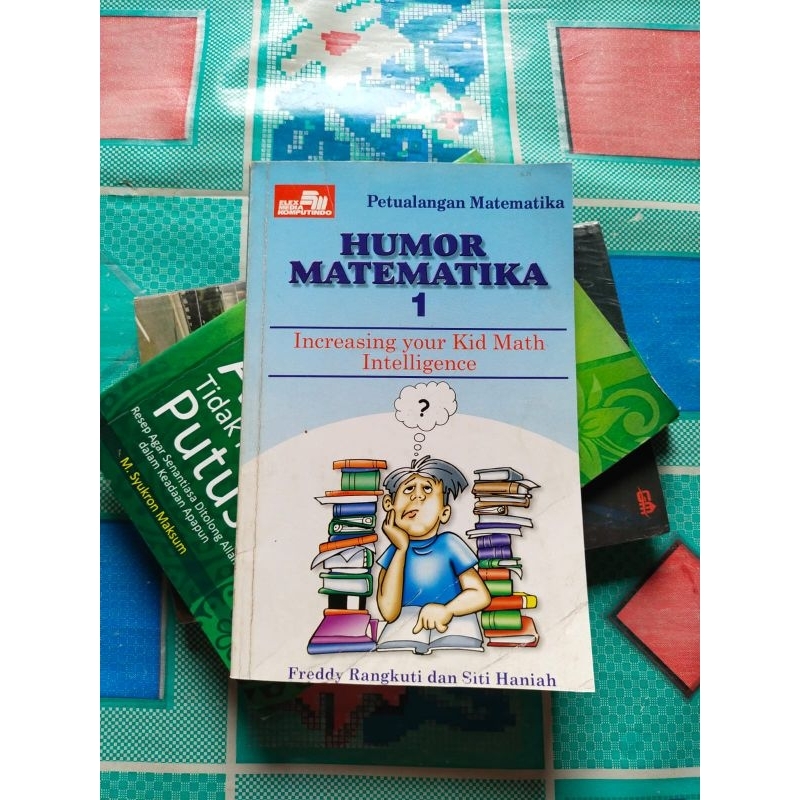 ELEX
MEDIA
KOMPUTINDO
Petualangan Matematika
HUMOR
MATEMATIKA
1
Increasing your Kid Math
Intelligence
?
Freddy Rangkuti dan Siti Haniah
Tidak
Putus
Resep Agar Senantiasa Ditolong Allah
dalam Keadaan Apapun
M. Syukron Maksum